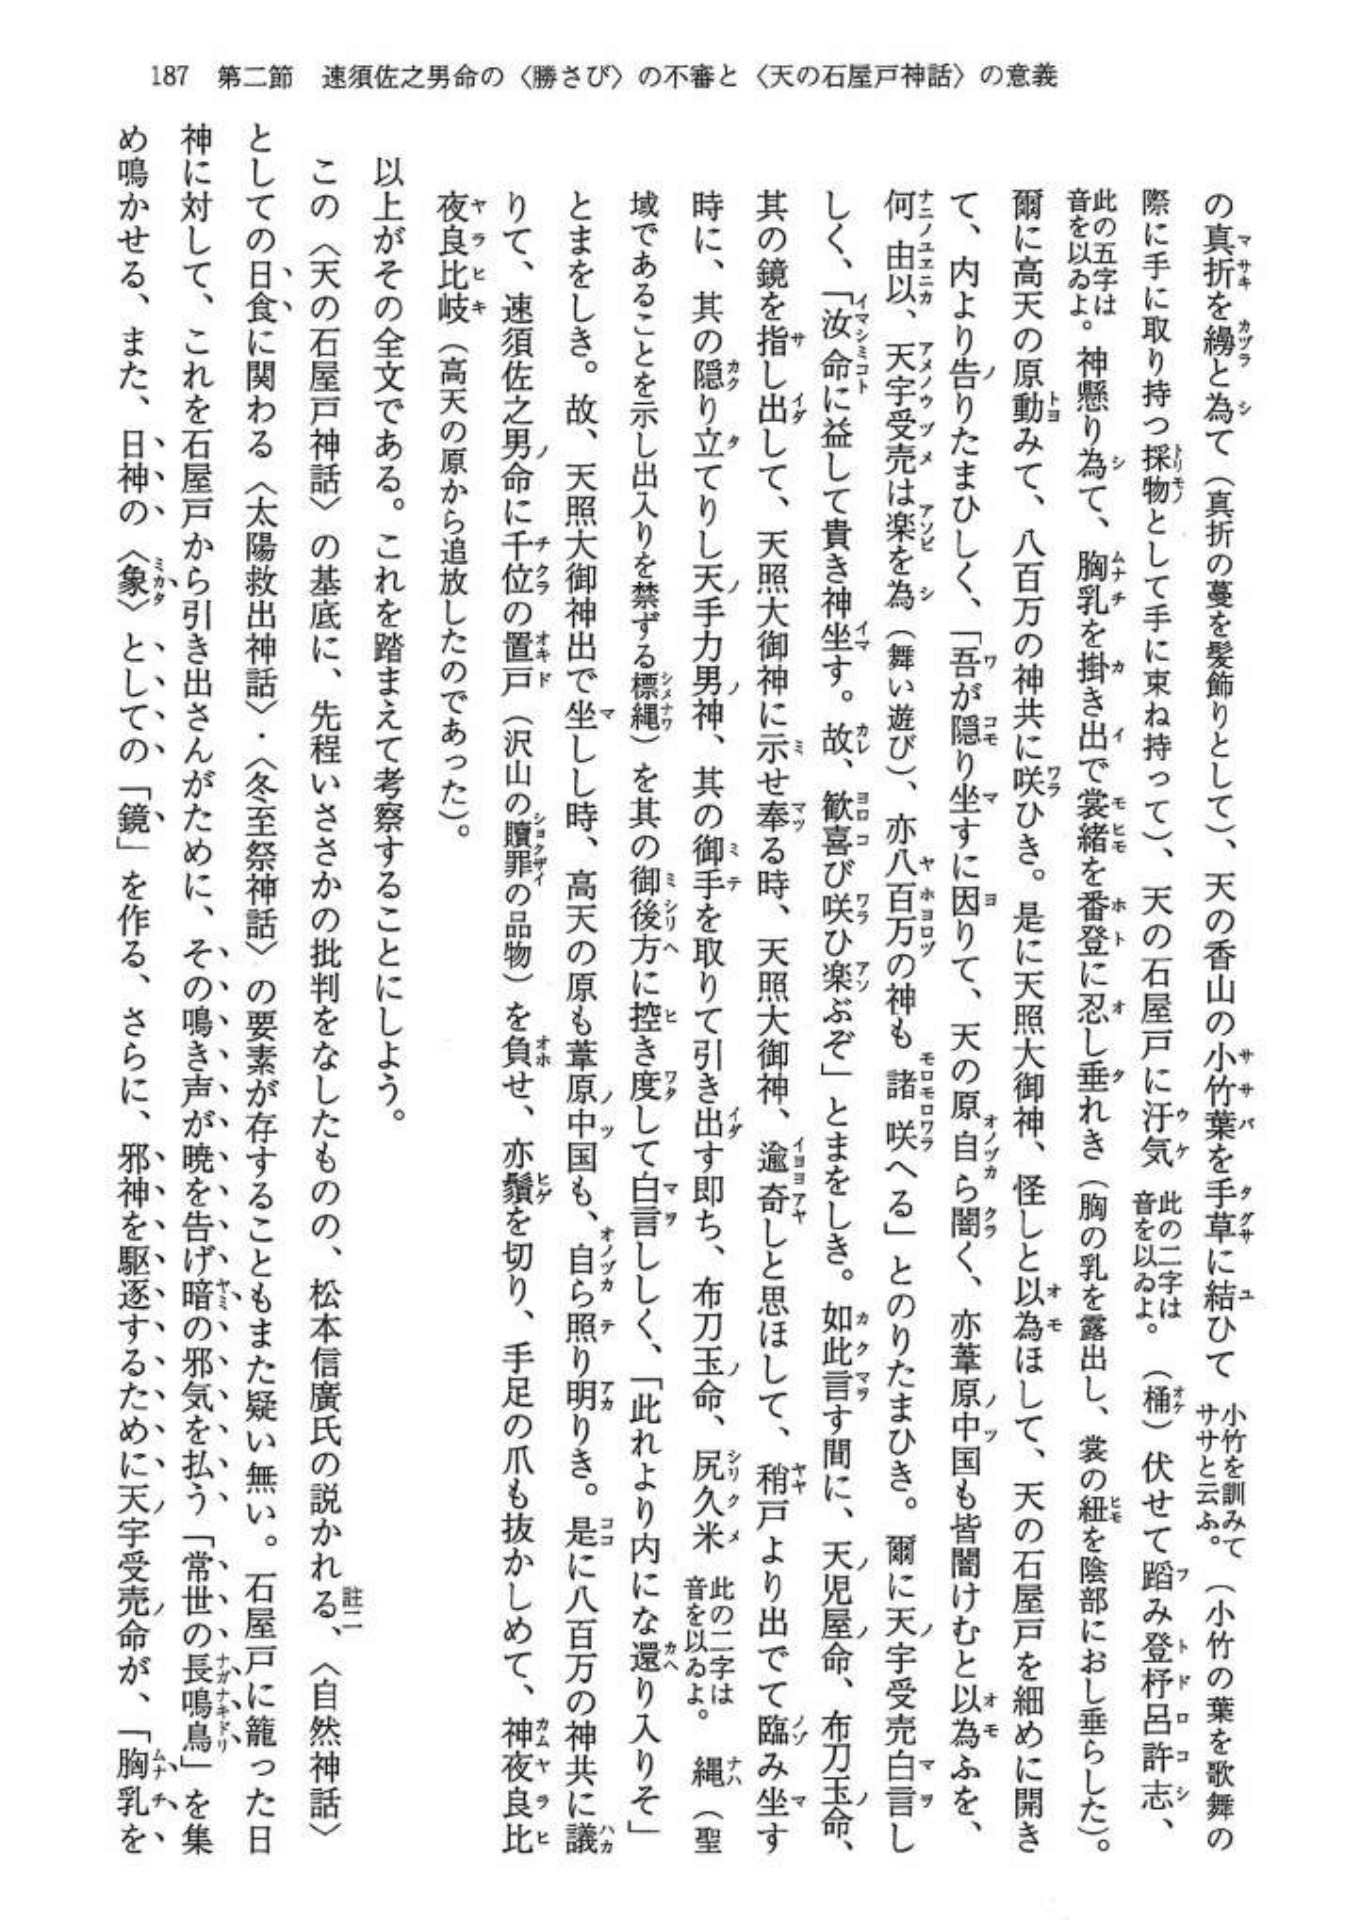 187　第二節　速須佐之男命の〈勝さび〉の不審と〈天の石屋戸神話〉の意義
の真折を縵と為て（真折の蔓を髪飾りとして）、天の香山の小竹葉を手草に結ひて 小竹を訓みてササと云ふ。（小竹の葉を歌舞の
際に手に取り持つ採物として手に束ね持って）、天の石屋戸に汙気 此の二字は音を以ゐよ。（桶）伏せて蹈み登杼呂許志、
此の五字は音を以ゐよ。神懸り為て、胸乳を掛き出で裳緒を番登に忍し垂れき（胸の乳を露出し、裳の紐を陰部におし垂らした）。
爾に高天の原動みて、八百万の神共に咲ひき。是に天照大御神、怪しと以為ほして、天の石屋戸を細めに開き
て、内より告りたまひしく、「吾が隠り坐すに因りて、天の原自ら闇く、亦葦原中国も皆闇けむと以為ふを、
何由以、天宇受売は楽を為（舞い遊び）、亦八百万の神も諸咲へる」とのりたまひき。爾に天宇受売白言し
しく、「汝命に益して貴き神坐す。故、歓喜び咲ひ楽ぶぞ」とまをしき。如此言す間に、天児屋命、布刀玉命、
其の鏡を指し出して、天照大御神に示せ奉る時、天照大御神、逾奇しと思ほして、稍戸より出でて臨み坐す
時に、其の隠り立てりし天手力男神、其の御手を取りて引き出す即ち、布刀玉命、尻久米 此の二字は音を以ゐよ。縄（聖
域であることを示し出入りを禁ずる標縄）を其の御後方に控き度して白言ししく、「此れより内にな還り入りそ」
とまをしき。故、天照大御神出で坐しし時、高天の原も葦原中国も、自ら照り明りき。是に八百万の神共に議
りて、速須佐之男命に千位の置戸（沢山の贖罪の品物）を負せ、亦鬚を切り、手足の爪も抜かしめて、神夜良比
夜良比岐（高天の原から追放したのであった）。
以上がその全文である。これを踏まえて考察することにしよう。
この〈天の石屋戸神話〉の基底に、先程いささかの批判をなしたものの、松本信廣氏の説かれる、註二〈自然神話〉
としての日食に関わる〈太陽救出神話〉・〈冬至祭神話〉の要素が存することもまた疑い無い。石屋戸に籠った日
神に対して、これを石屋戸から引き出さんがために、その鳴き声が暁を告げ暗の邪気を払う「常世の長鳴鳥」を集
め鳴かせる、また、日神の〈象〉としての「鏡」を作る、さらに、邪神を駆逐するために天宇受売命が、「胸乳を